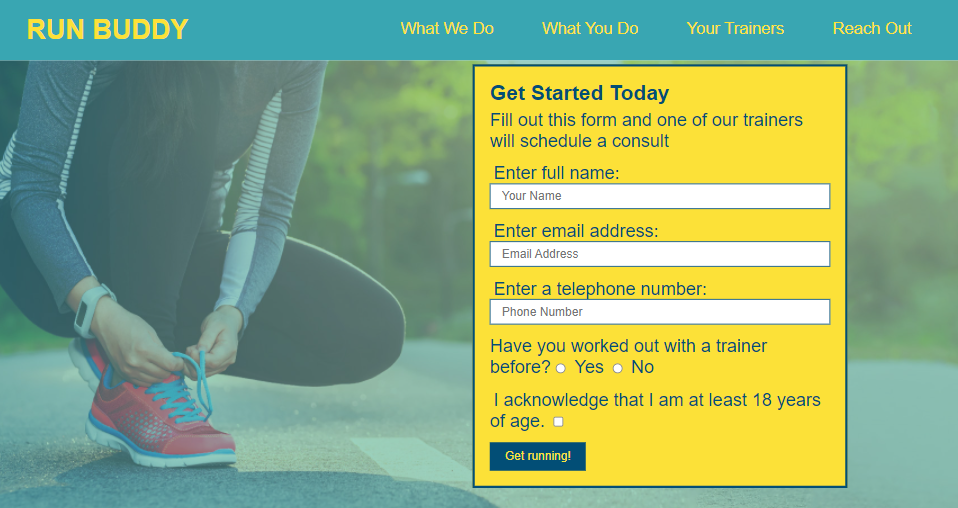 RUN BUDDY
What We Do What You Do Your Trainers Reach Out
Get Started Today
Fill out this form and one of our trainers
will schedule a consult
Enter full name:
Your Name
Enter email address:
Email Address
Enter a telephone number:
Phone Number
Have you worked out with a trainer
before? Yes No
I acknowledge that I am at least 18 years
of age.
Get running!